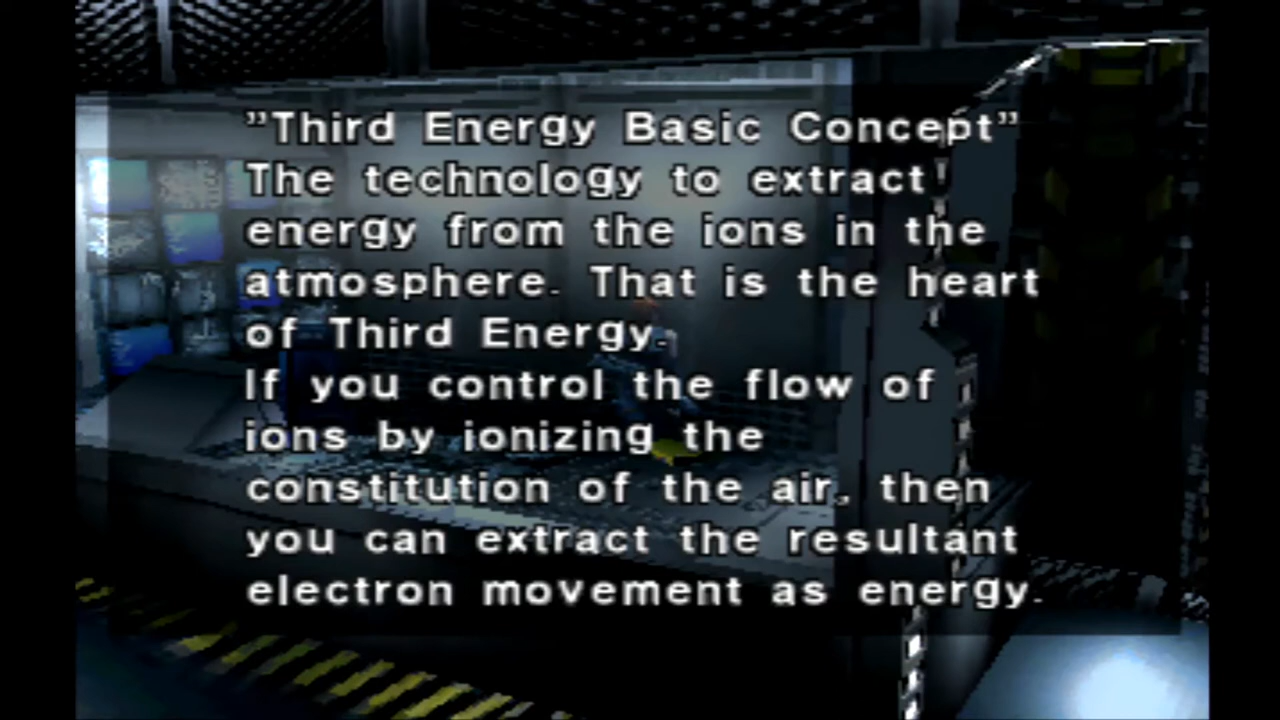 ”Third Energy Basic Concept”
The technology to extract
energy from the ions in the
atmosphere. That is the heart
of Third Energy.
If you control the flow of
ions by ionizing the
constitution of the air, then
you can extract the resultant
electron movement as energy.